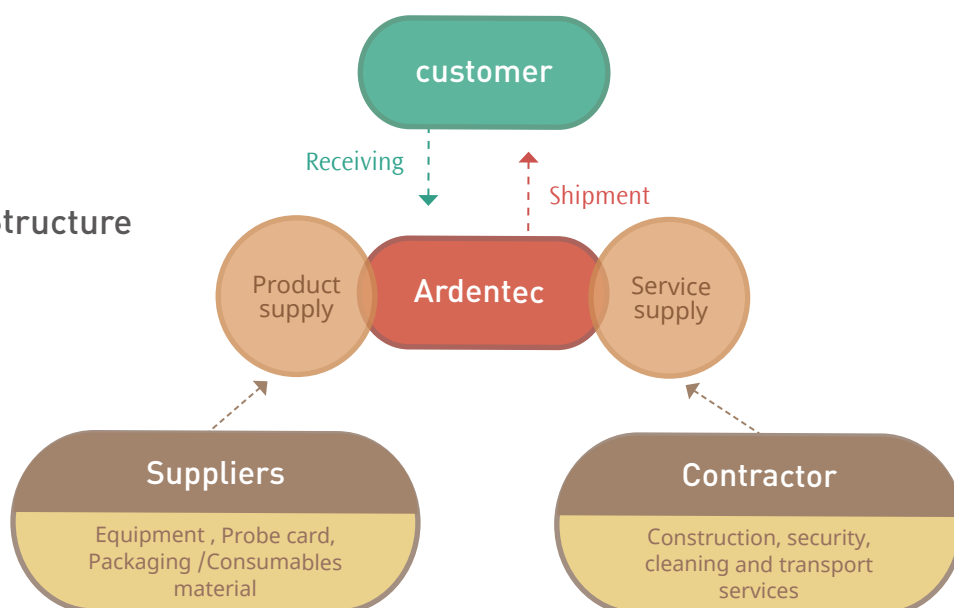 customer
Receiving
Shipment
Structure
Product
supply
Ardentec
Service
supply
Suppliers
Equipment , Probe card,
Packaging /Consumables
material
Contractor
Construction, security,
cleaning and transport
services